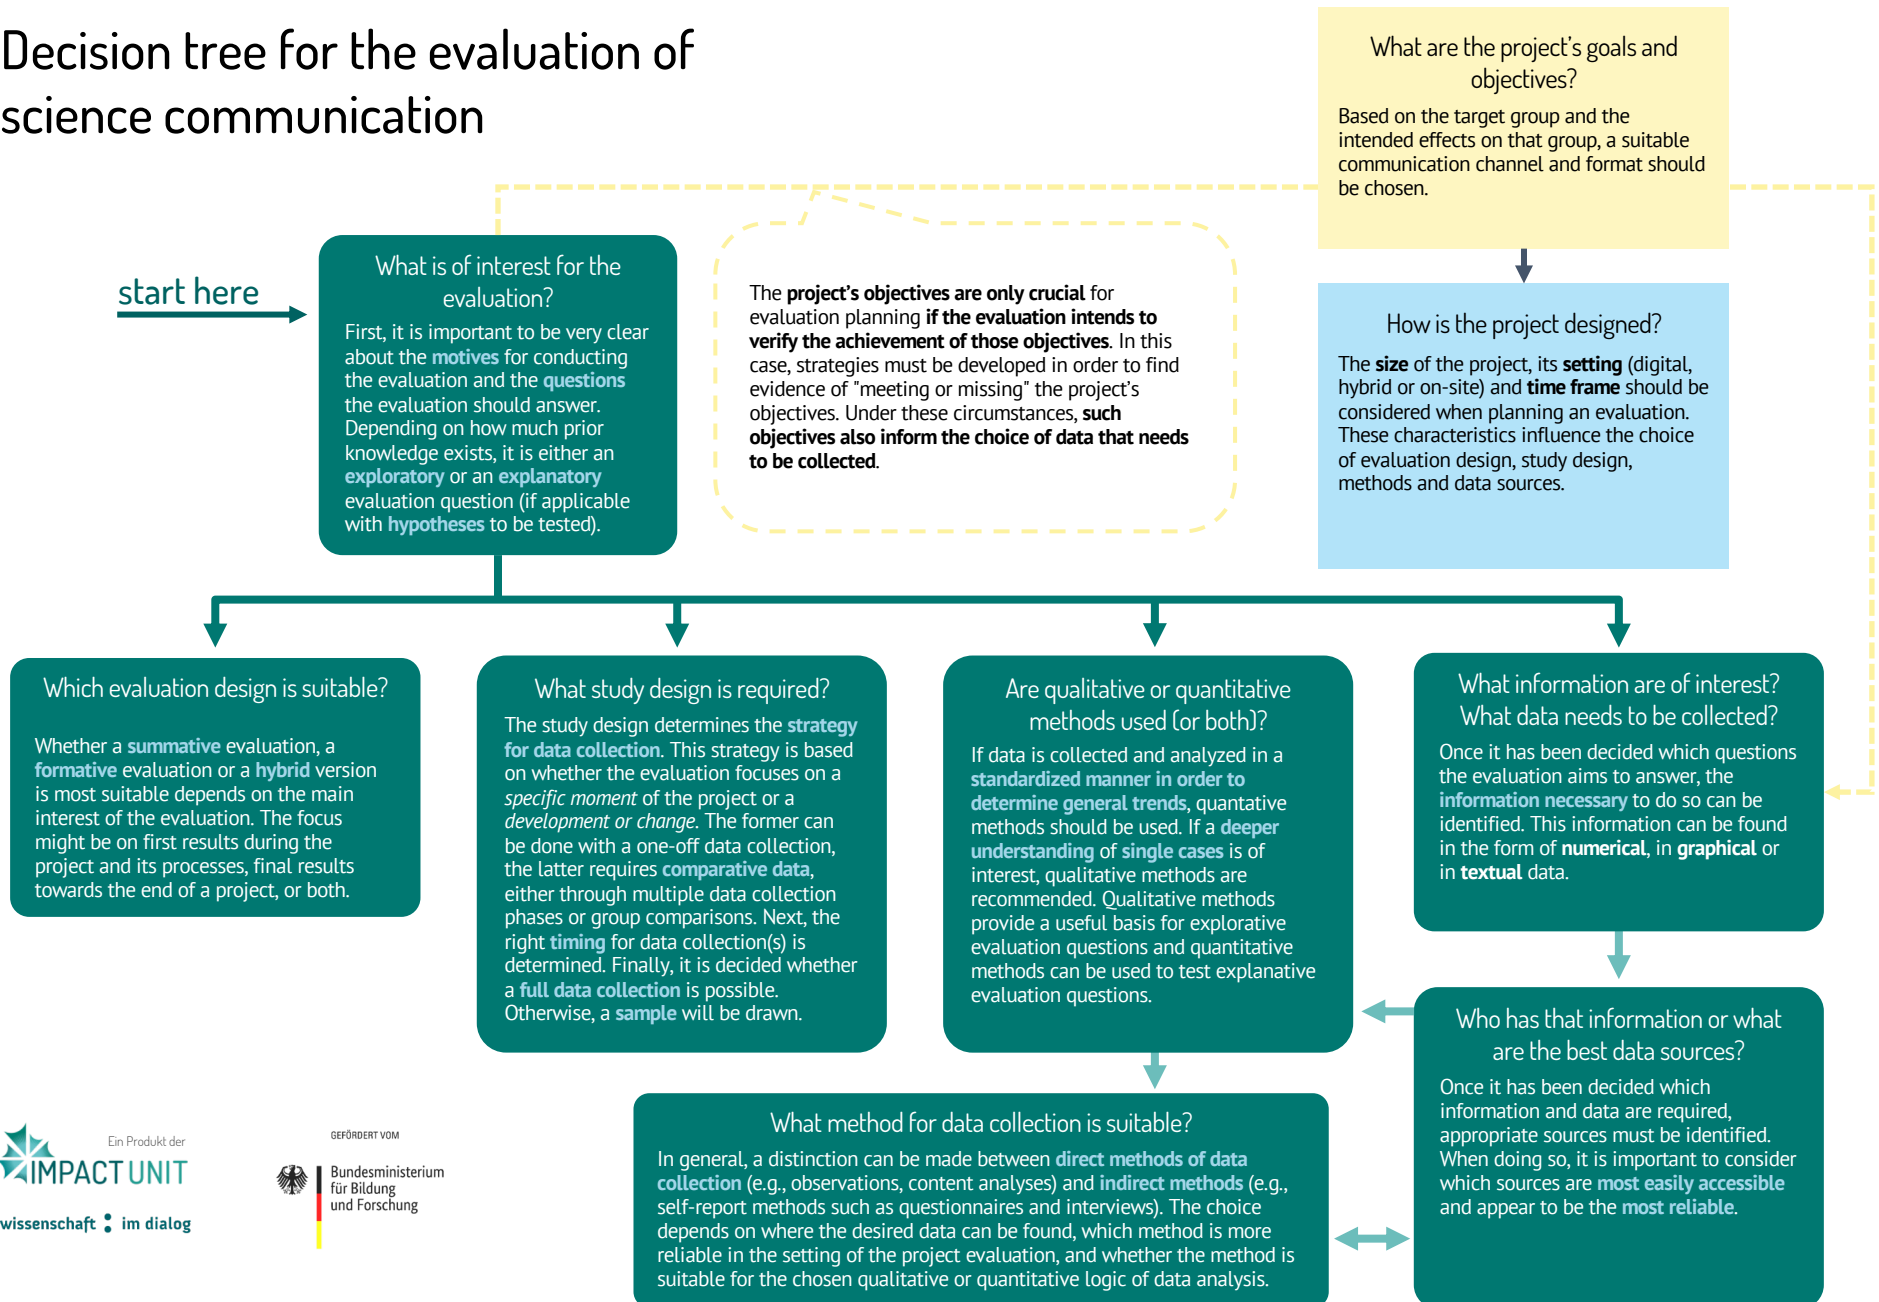 Decision tree for the evaluation of
science communication
What are the project's goals and
objectives?
Based on the target group and the
intended effects on that group, a suitable
communication channel and format should
be chosen.
start here
What is of interest for the
evaluation?
First, it is important to be very clear
about the motives for conducting
the evaluation and the questions
the evaluation should answer.
Depending on how much prior
knowledge exists, it is either an
exploratory or an explanatory
evaluation question (if applicable
with hypotheses to be tested).
The project's objectives are only crucial for
evaluation planning if the evaluation intends to
verify the achievement of those objectives. In this
case, strategies must be developed in order to find
evidence of "meeting or missing" the project's
objectives. Under these circumstances, such
objectives also inform the choice of data that needs
to be collected.
How is the project designed?
The size of the project, its setting (digital,
hybrid or on-site) and time frame should be
considered when planning an evaluation.
These characteristics influence the choice
of evaluation design, study design,
methods and data sources.
Which evaluation design is suitable?
Whether a summative evaluation, a
formative evaluation or a hybrid version
is most suitable depends on the main
interest of the evaluation. The focus
might be on first results during the
project and its processes, final results
towards the end of a project, or both.
What study design is required?
The study design determines the strategy
for data collection. This strategy is based
on whether the evaluation focuses on a
specific moment of the project or a
development or change. The former can
be done with a one-off data collection,
the latter requires comparative data,
either through multiple data collection
phases or group comparisons. Next, the
right timing for data collection(s) is
determined. Finally, it is decided whether
a full data collection is possible.
Otherwise, a sample will be drawn.
Are qualitative or quantitative
methods used (or both)?
If data is collected and analyzed in a
standardized manner in order to
determine general trends, quantative
methods should be used. If a deeper
understanding of single cases is of
interest, qualitative methods are
recommended. Qualitative methods
provide a useful basis for explorative
evaluation questions and quantitative
methods can be used to test explanative
evaluation questions.
What information are of interest?
What data needs to be collected?
Once it has been decided which questions
the evaluation aims to answer, the
information necessary to do so can be
identified. This information can be found
in the form of numerical, in graphical or
in textual data.
Who has that information or what
are the best data sources?
Once it has been decided which
information and data are required,
appropriate sources must be identified.
When doing so, it is important to consider
which sources are most easily accessible
and appear to be the most reliable.
What method for data collection is suitable?
In general, a distinction can be made between direct methods of data
collection (e.g., observations, content analyses) and indirect methods (e.g.,
self-report methods such as questionnaires and interviews). The choice
depends on where the desired data can be found, which method is more
reliable in the setting of the project evaluation, and whether the method is
suitable for the chosen qualitative or quantitative logic of data analysis.
Ein Produkt der
IMPACT UNIT
wissenschaft : im dialog
GEFÖRDERT VOM
Bundesministerium
für Bildung
und Forschung